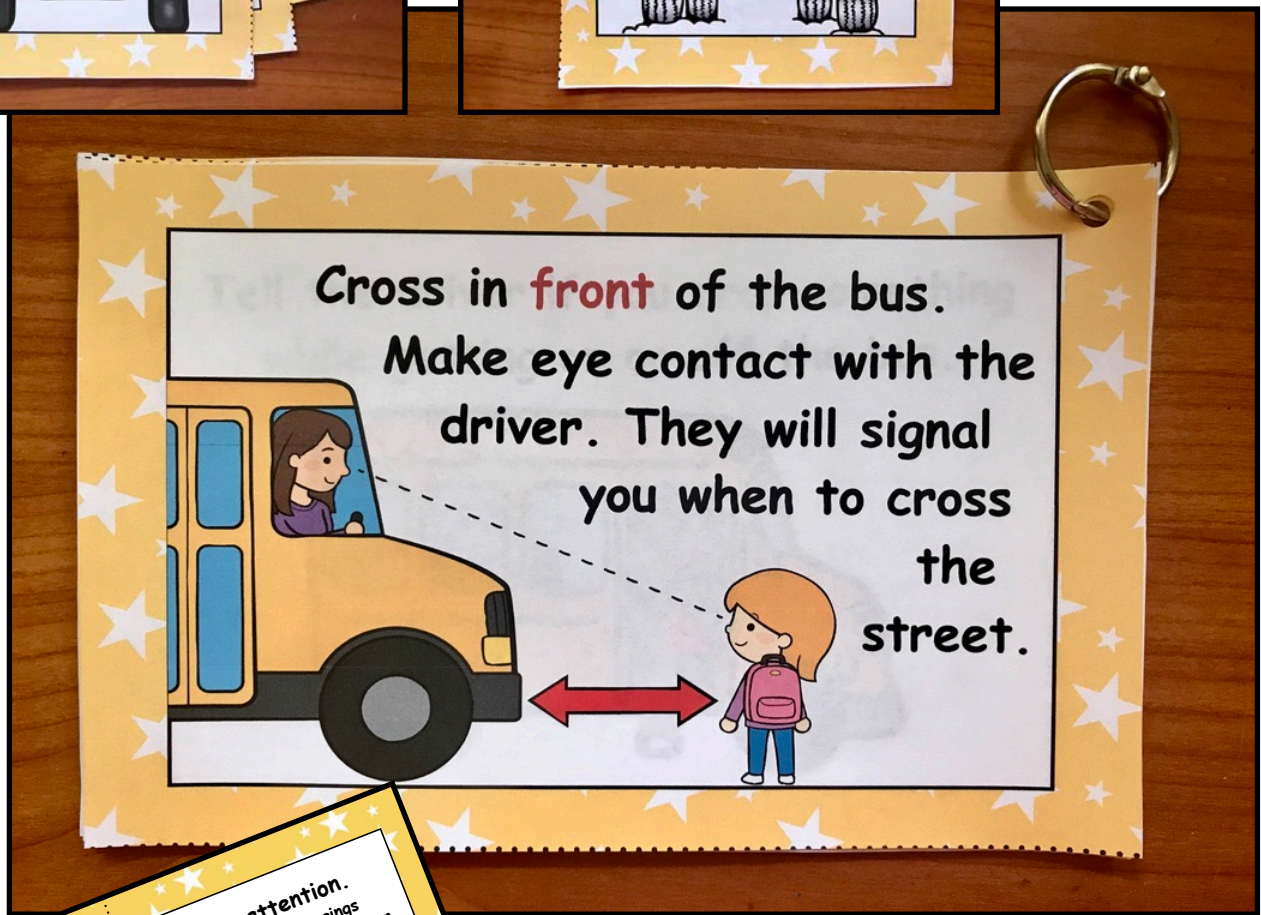 Cross in front of the bus.
Make eye contact with the
driver. They will signal
you when to cross
the
street.
attention.